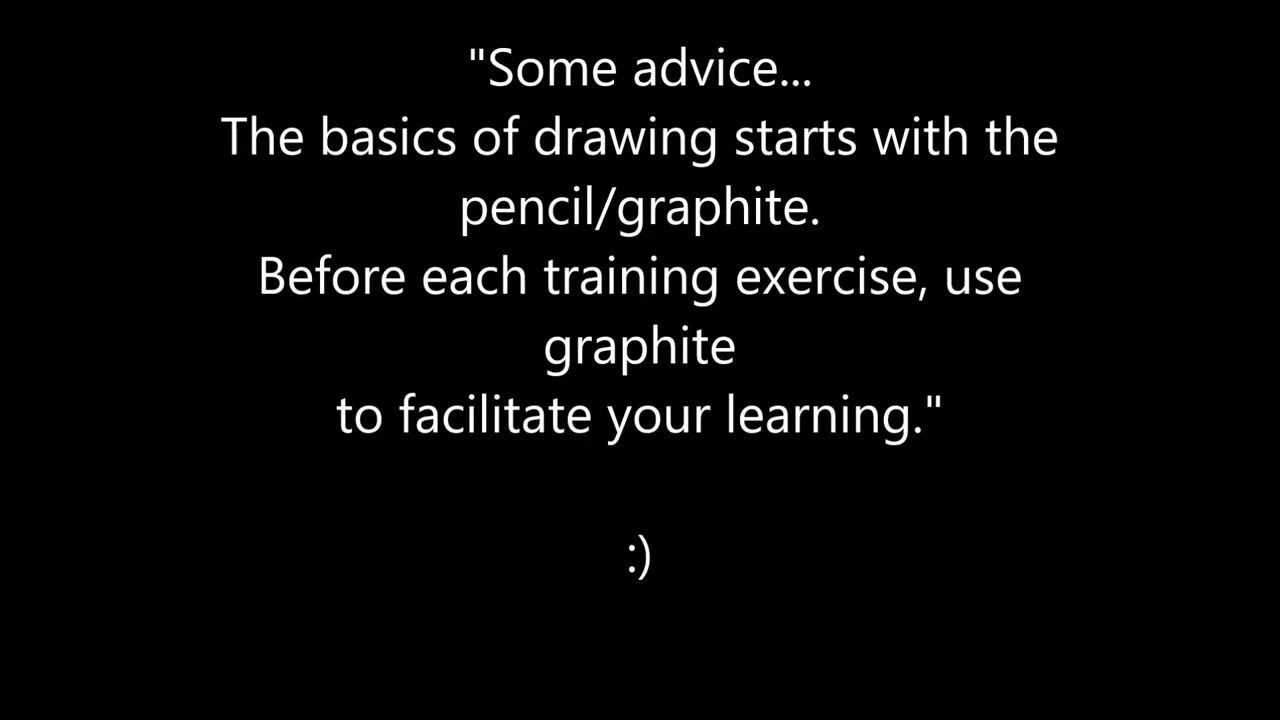 "Some advice...
The basics of drawing starts with the
pencil/graphite.
Before each training exercise, use
graphite
to facilitate your learning."
:)